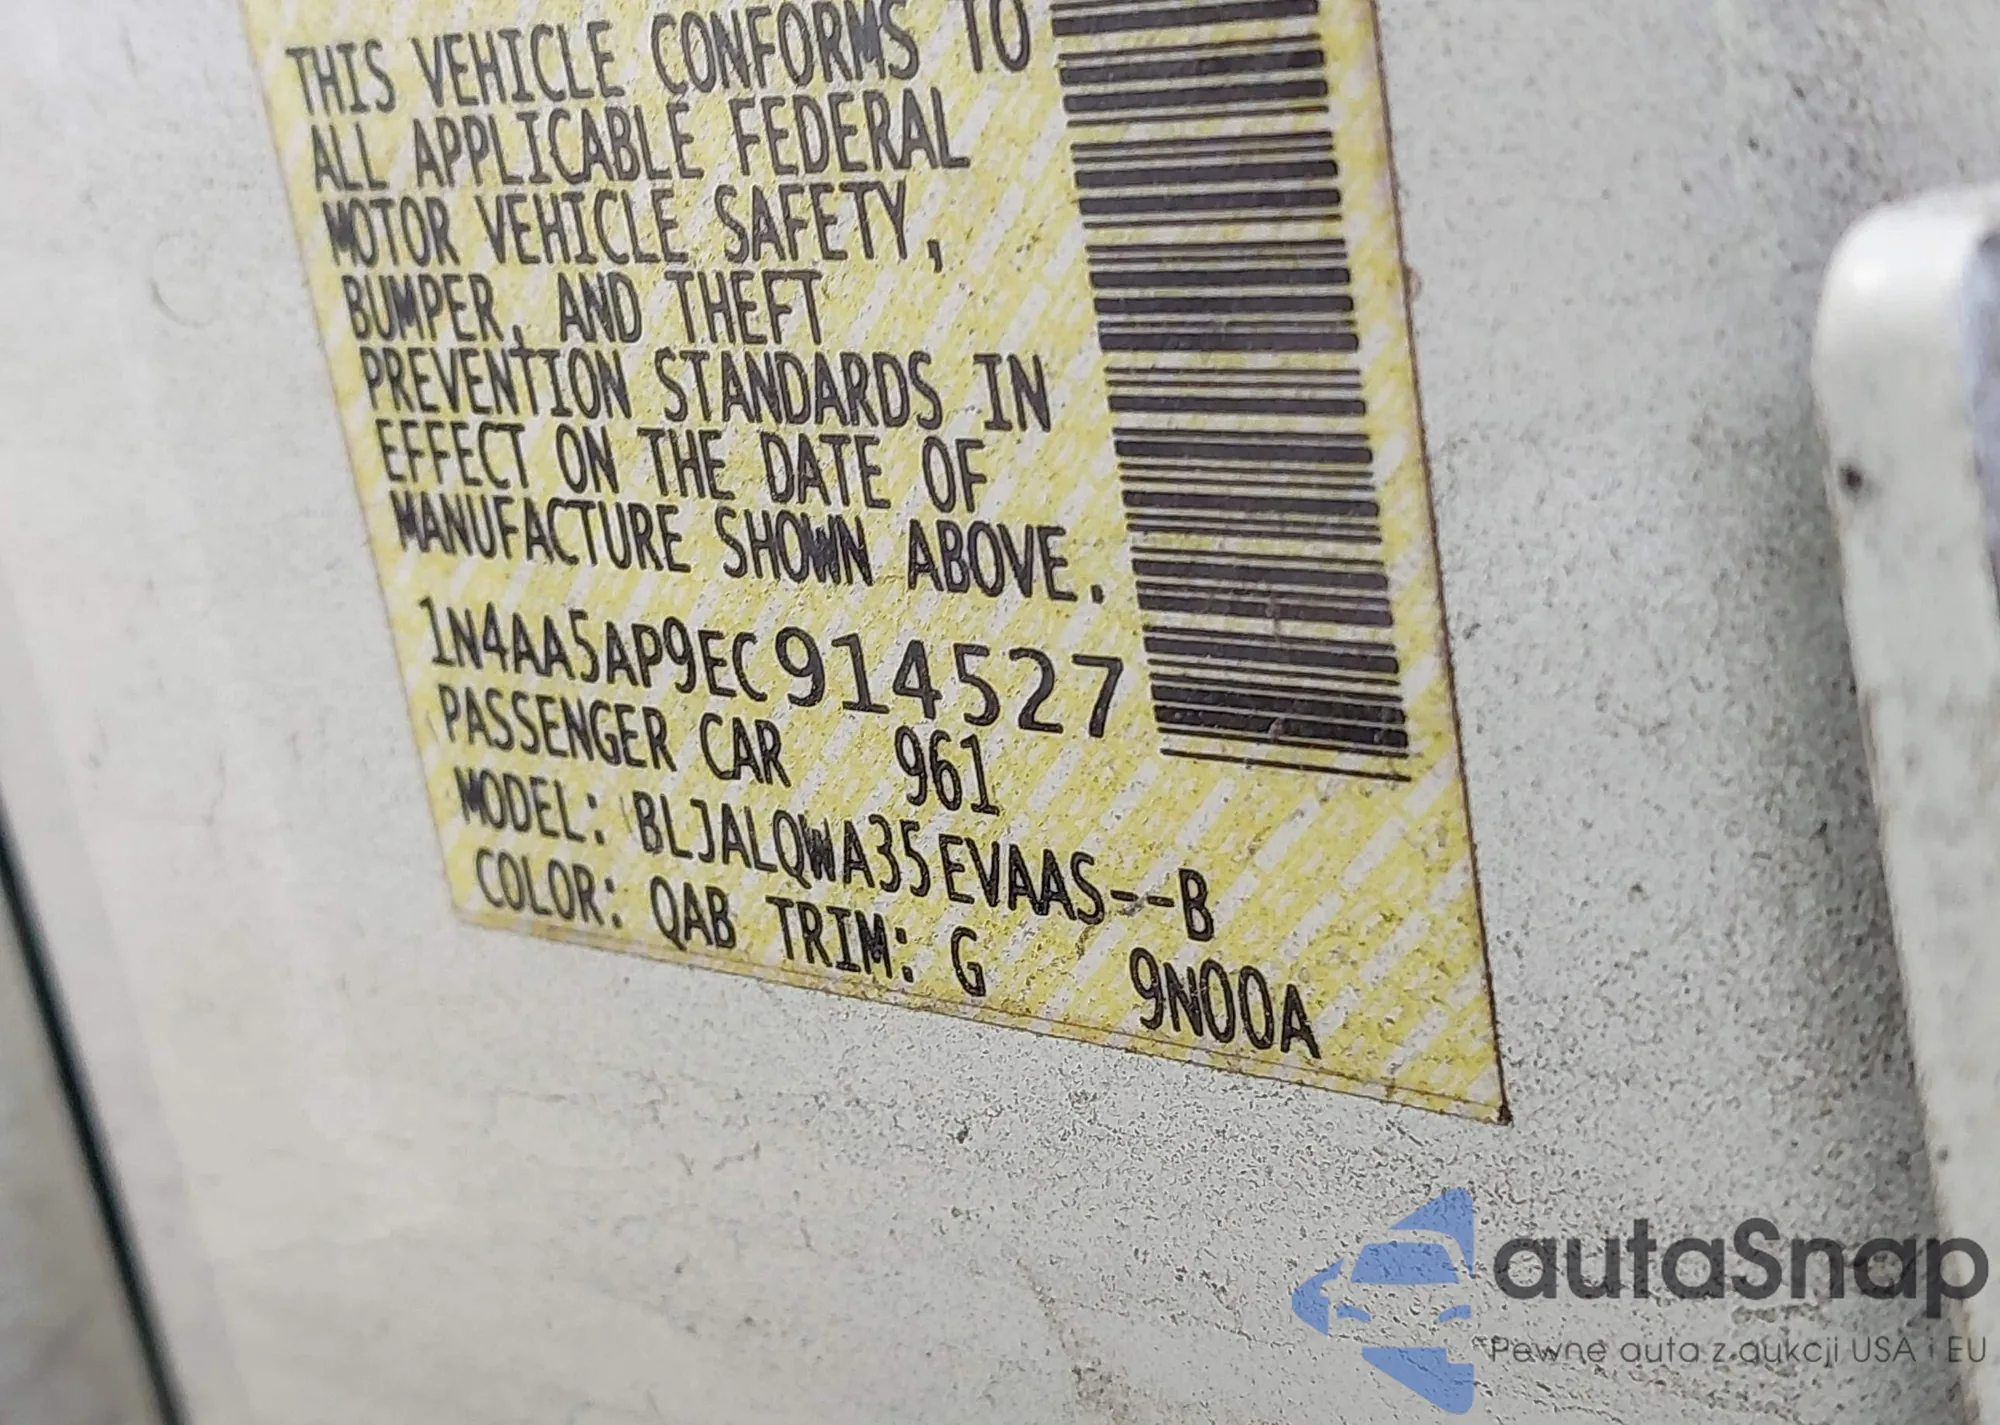 THIS VEHICLE CONFORMS TO
ALL APPLICABLE FEDERAL
MOTOR VEHICLE SAFETY,
BUMPER, AND THEFT
PREVENTION STANDARDS IN
EFFECT ON THE DATE OF
MANUFACTURE SHOWN ABOVE.
1N4AA5AP9EC914527
PASSENGER CAR 961
MODEL: BLJALQWA35EVAAS--B
COLOR: QAB TRIM: G 9N00A
autaSnap
Pewne auta z aukcji USA i EU